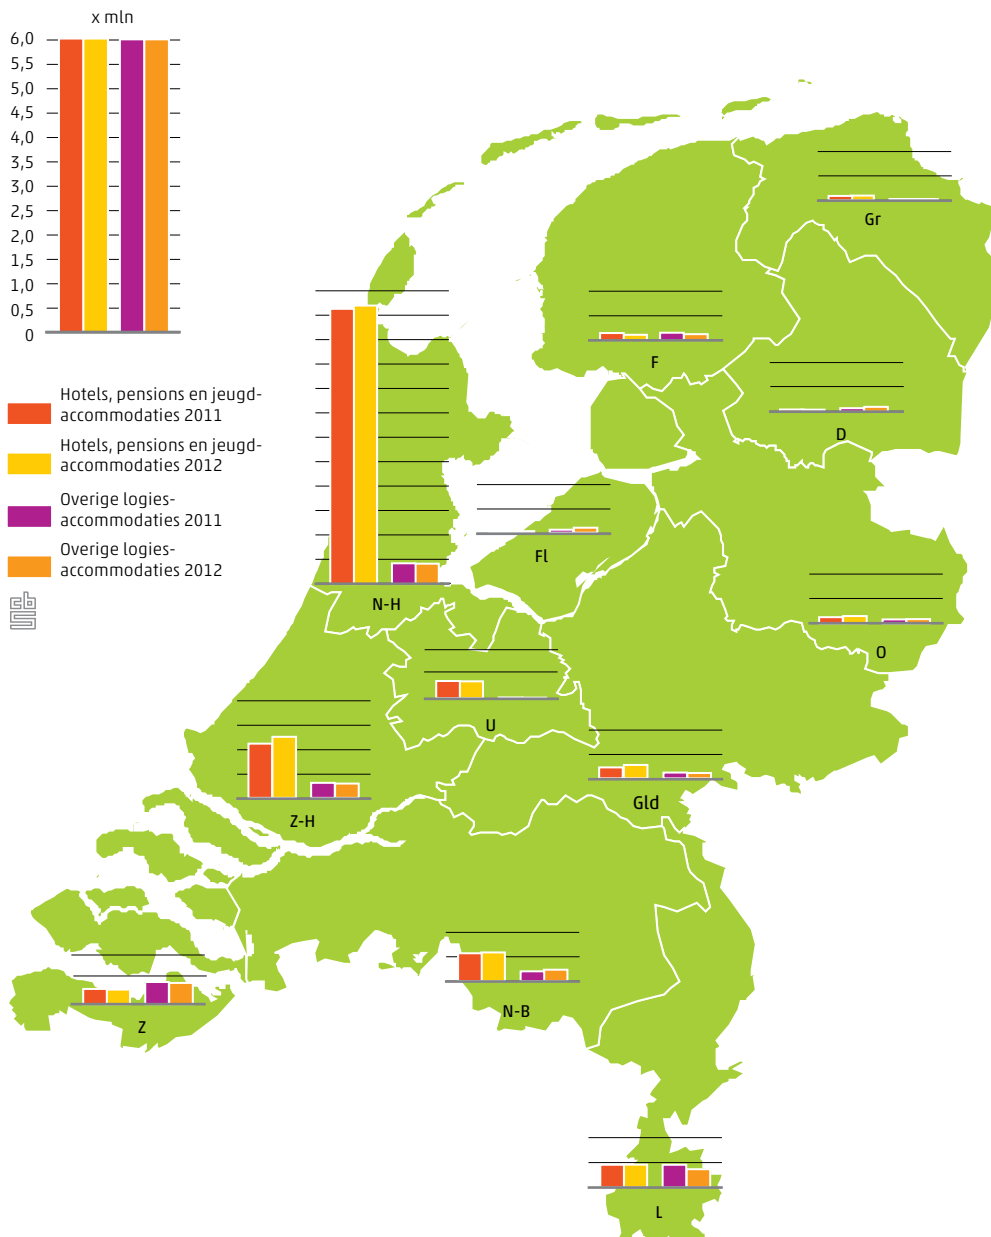 x mln
6,0
5,5
5,0
4,5
4,0
3,5
3,0
2,5
2,0
1,5
1,0
0,5
0
Hotels, pensions en jeugd-
accommodaties 2011
Hotels, pensions en jeugd-
accommodaties 2012
Overige logies-
accommodaties 2011
Overige logies-
accommodaties 2012
cbs
Gr
F
D
Fl
N-H
O
U
Gld
Z-H
N-B
Z
L